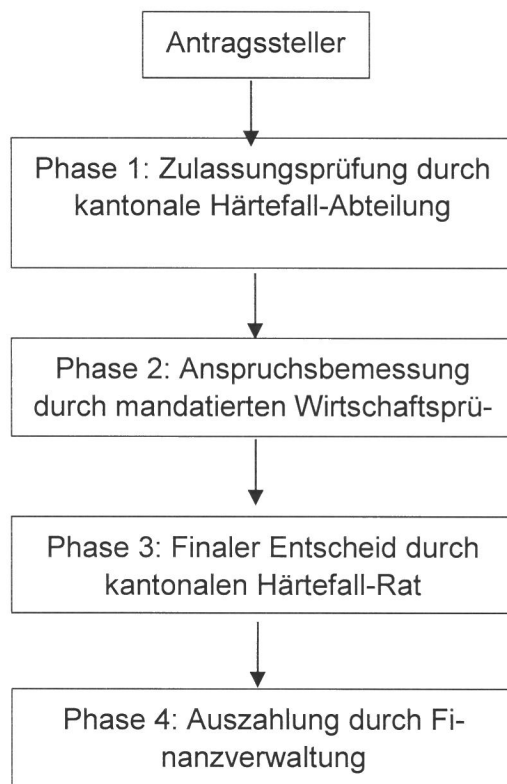 Antragssteller
Phase 1: Zulassungsprüfung durch
kantonale Härtefall-Abteilung
Phase 2: Anspruchsbemessung
durch mandatierten Wirtschaftsprü-
Phase 3: Finaler Entscheid durch
kantonalen Härtefall-Rat
Phase 4: Auszahlung durch Fi-
nanzverwaltung